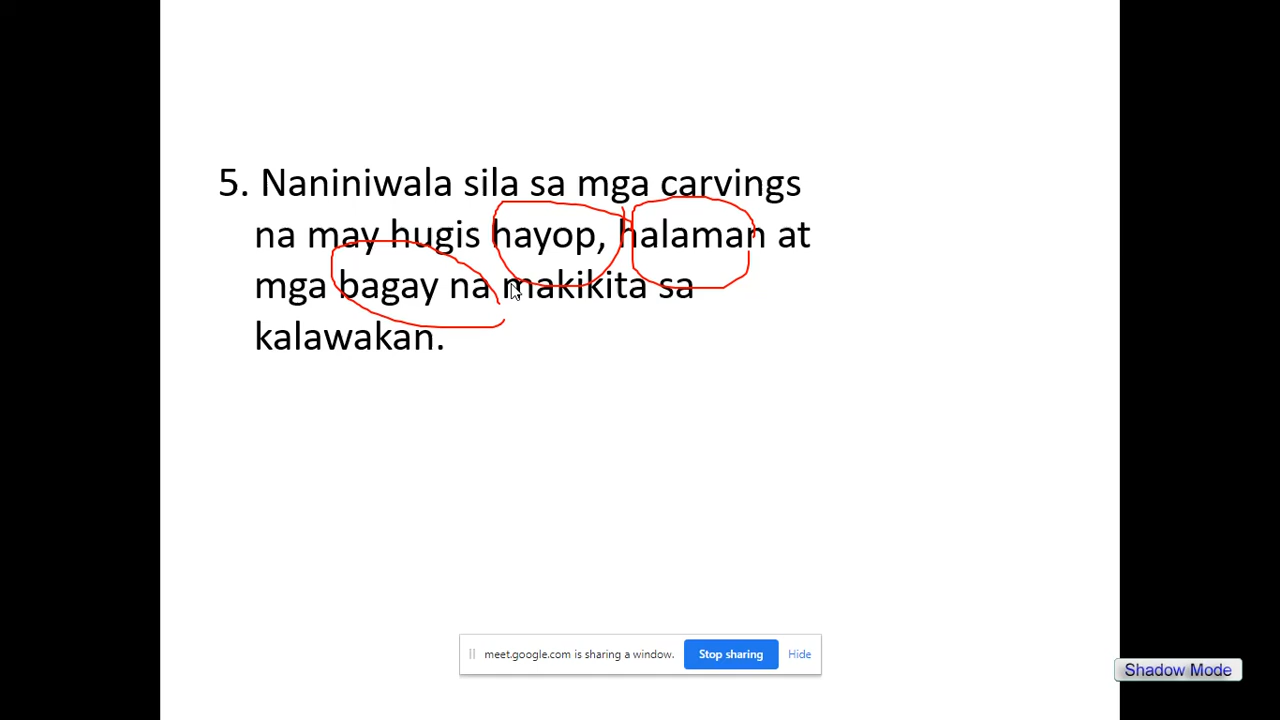 5. Naniniwala sila sa mga carvings
na may hugis hayop, halaman at
mga bagay na makikita sa
kalawakan.
meet.google.com is sharing a window. Stop sharing Hide
Shadow Mode